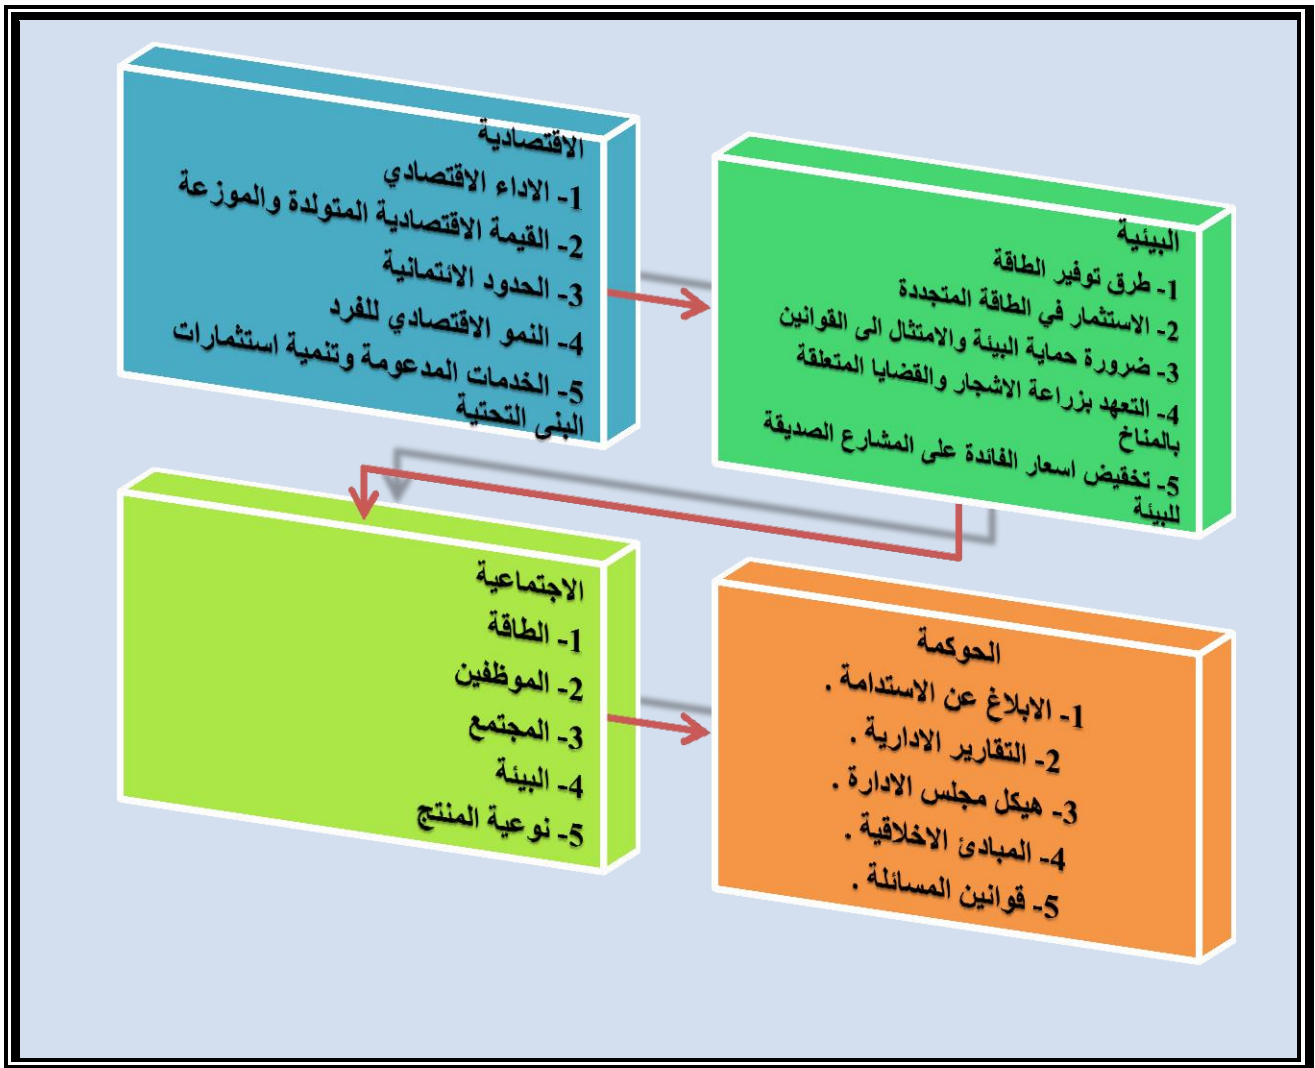 الاقتصادية
1- الاداء الاقتصادي
2- القيمة الاقتصادية المتولدة والموزعة
3- الحدود الائتمانية
4- النمو الاقتصادي للفرد
5- الخدمات المدعومة وتنمية استثمارات
البنى التحتية
البيئية
1- طرق توفير الطاقة
2- الاستثمار في الطاقة المتجددة
3- ضرورة حماية البيئة والامتثال الى القوانين
4- التعهد بزراعة الاشجار والقضايا المتعلقة
بالمناخ
5- تخفيض اسعار الفائدة على المشارع الصديقة
للبيئة
الاجتماعية
1- الطاقة
2- الموظفين
3- المجتمع
4- البيئة
5- نوعية المنتج
الحوكمة
1- الابلاغ عن الاستدامة .
2- التقارير الادارية .
3- هيكل مجلس الادارة .
4- المبادئ الاخلاقية .
5- قوانين المسائلة .